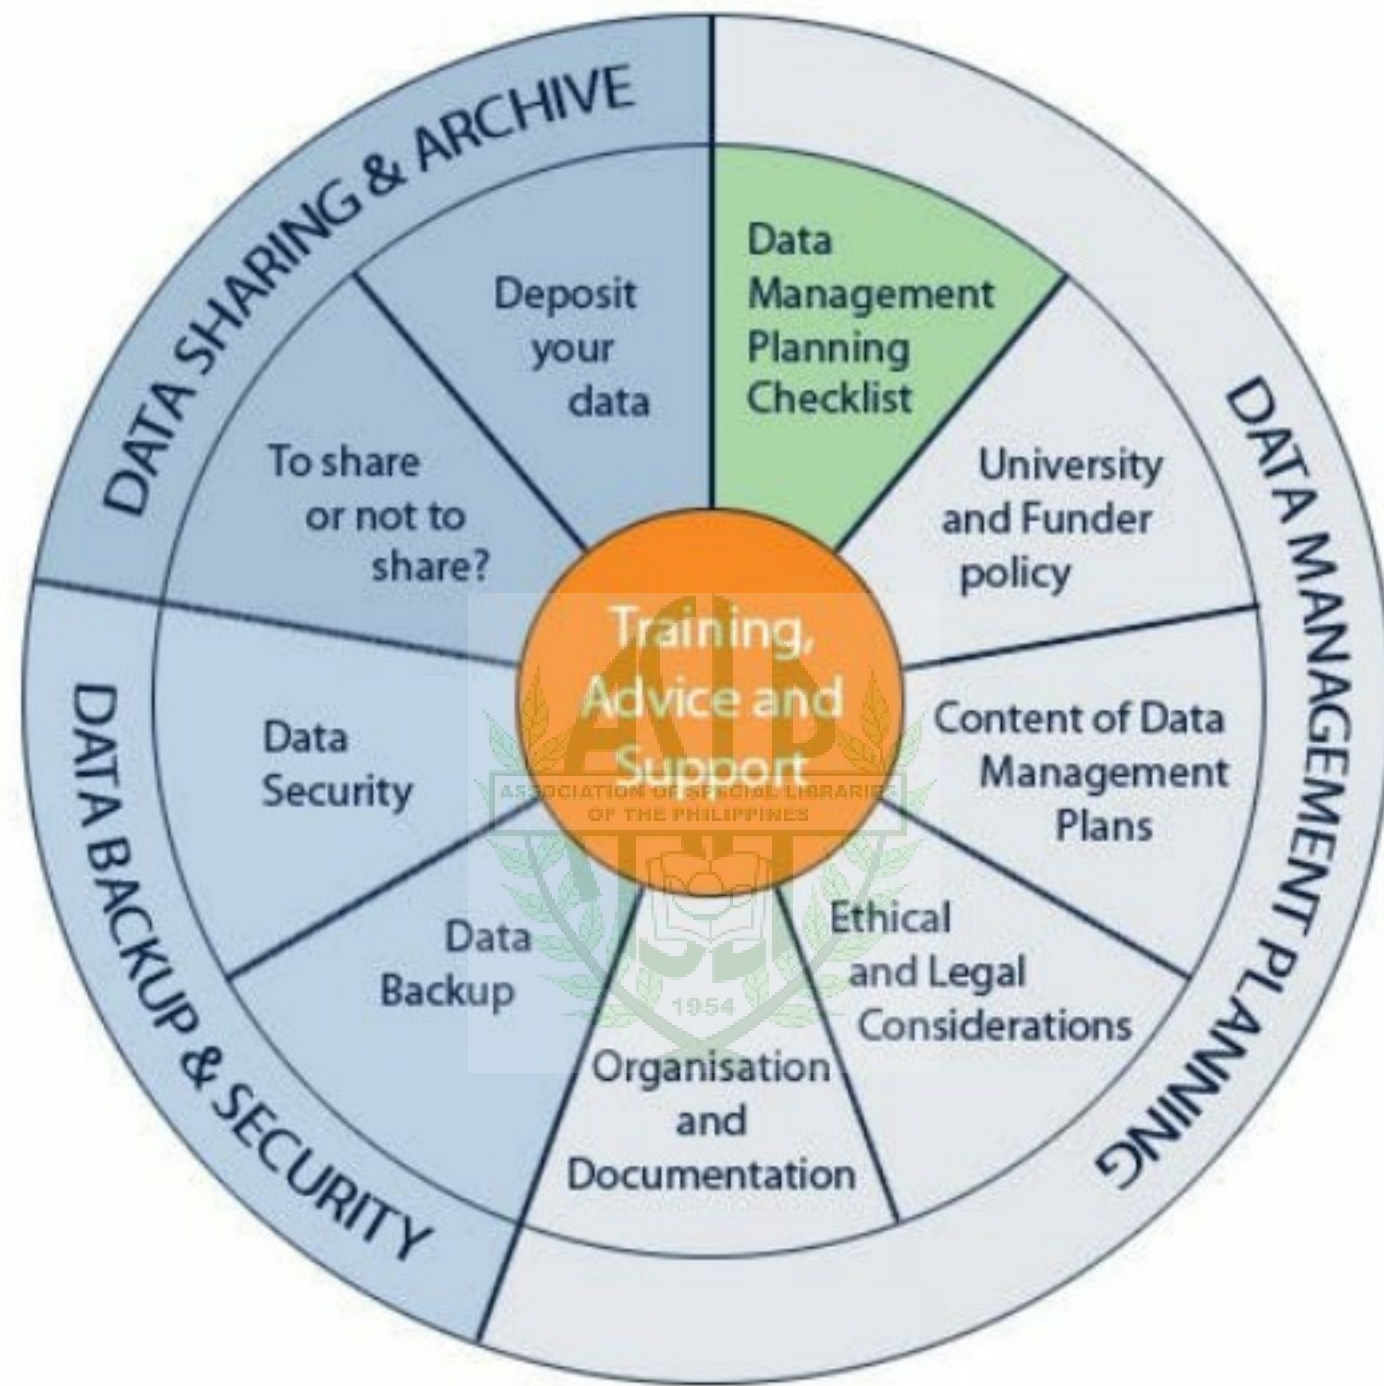 DATA SHARING & ARCHIVE
DATA MANAGEMENT PLANNING
DATA BACKUP & SECURITY
Data
Management
Planning
Checklist
University
and Funder
policy
Content of Data
Management
Plans
Ethical
and Legal
Considerations
Organisation
and
Documentation
Data
Backup
Data
Security
To share
or not to
share?
Deposit
your
data
Training,
Advice and
Support
ASSOCIATION OF SPECIAL LIBRARIES
OF THE PHILIPPINES
1954